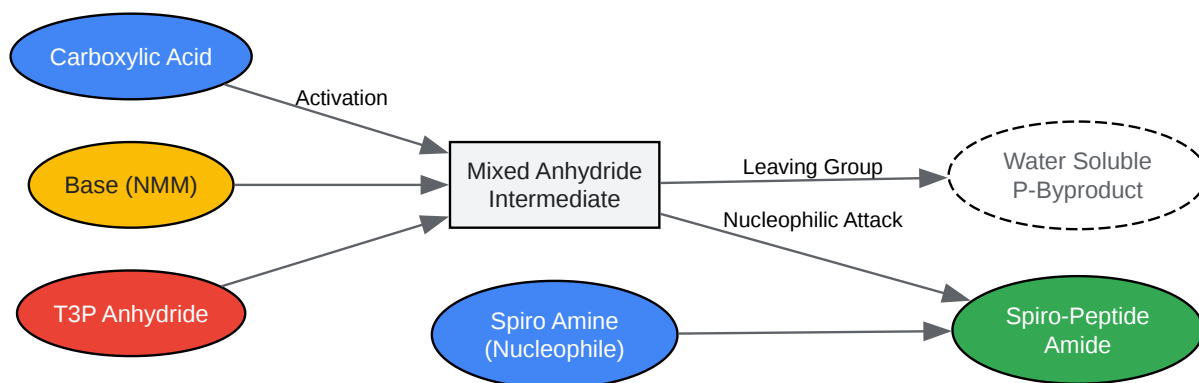 Carboxylic Acid
Activation
Base (NMM)
Mixed Anhydride
Intermediate
Leaving Group
Water Soluble
P-Byproduct
Nucleophilic Attack
T3P Anhydride
Spiro Amine
(Nucleophile)
Spiro-Peptide
Amide